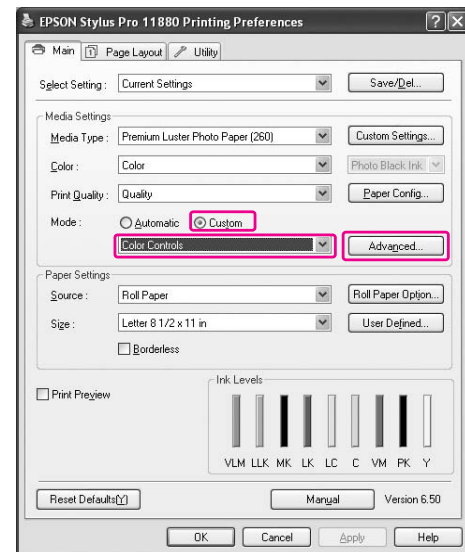 EPSON Stylus Pro 11880 Printing Preferences
Main Page Layout Utility
Select Setting : Current Settings Save/Del...
Media Settings
Media Type : Premium Luster Photo Paper (260) Custom Settings...
Color : Color Photo Black Ink
Print Quality : Quality Paper Config...
Mode : Automatic Custom
Color Controls Advanced...
Paper Settings
Source : Roll Paper Roll Paper Option...
Size : Letter 8 1/2 x 11 in User Defined...
Borderless
Print Preview
Ink Levels
VLM LLK MK LK LC C VM PK Y
Reset Defaults(Y) Manual Version 6.50
OK Cancel Apply Help